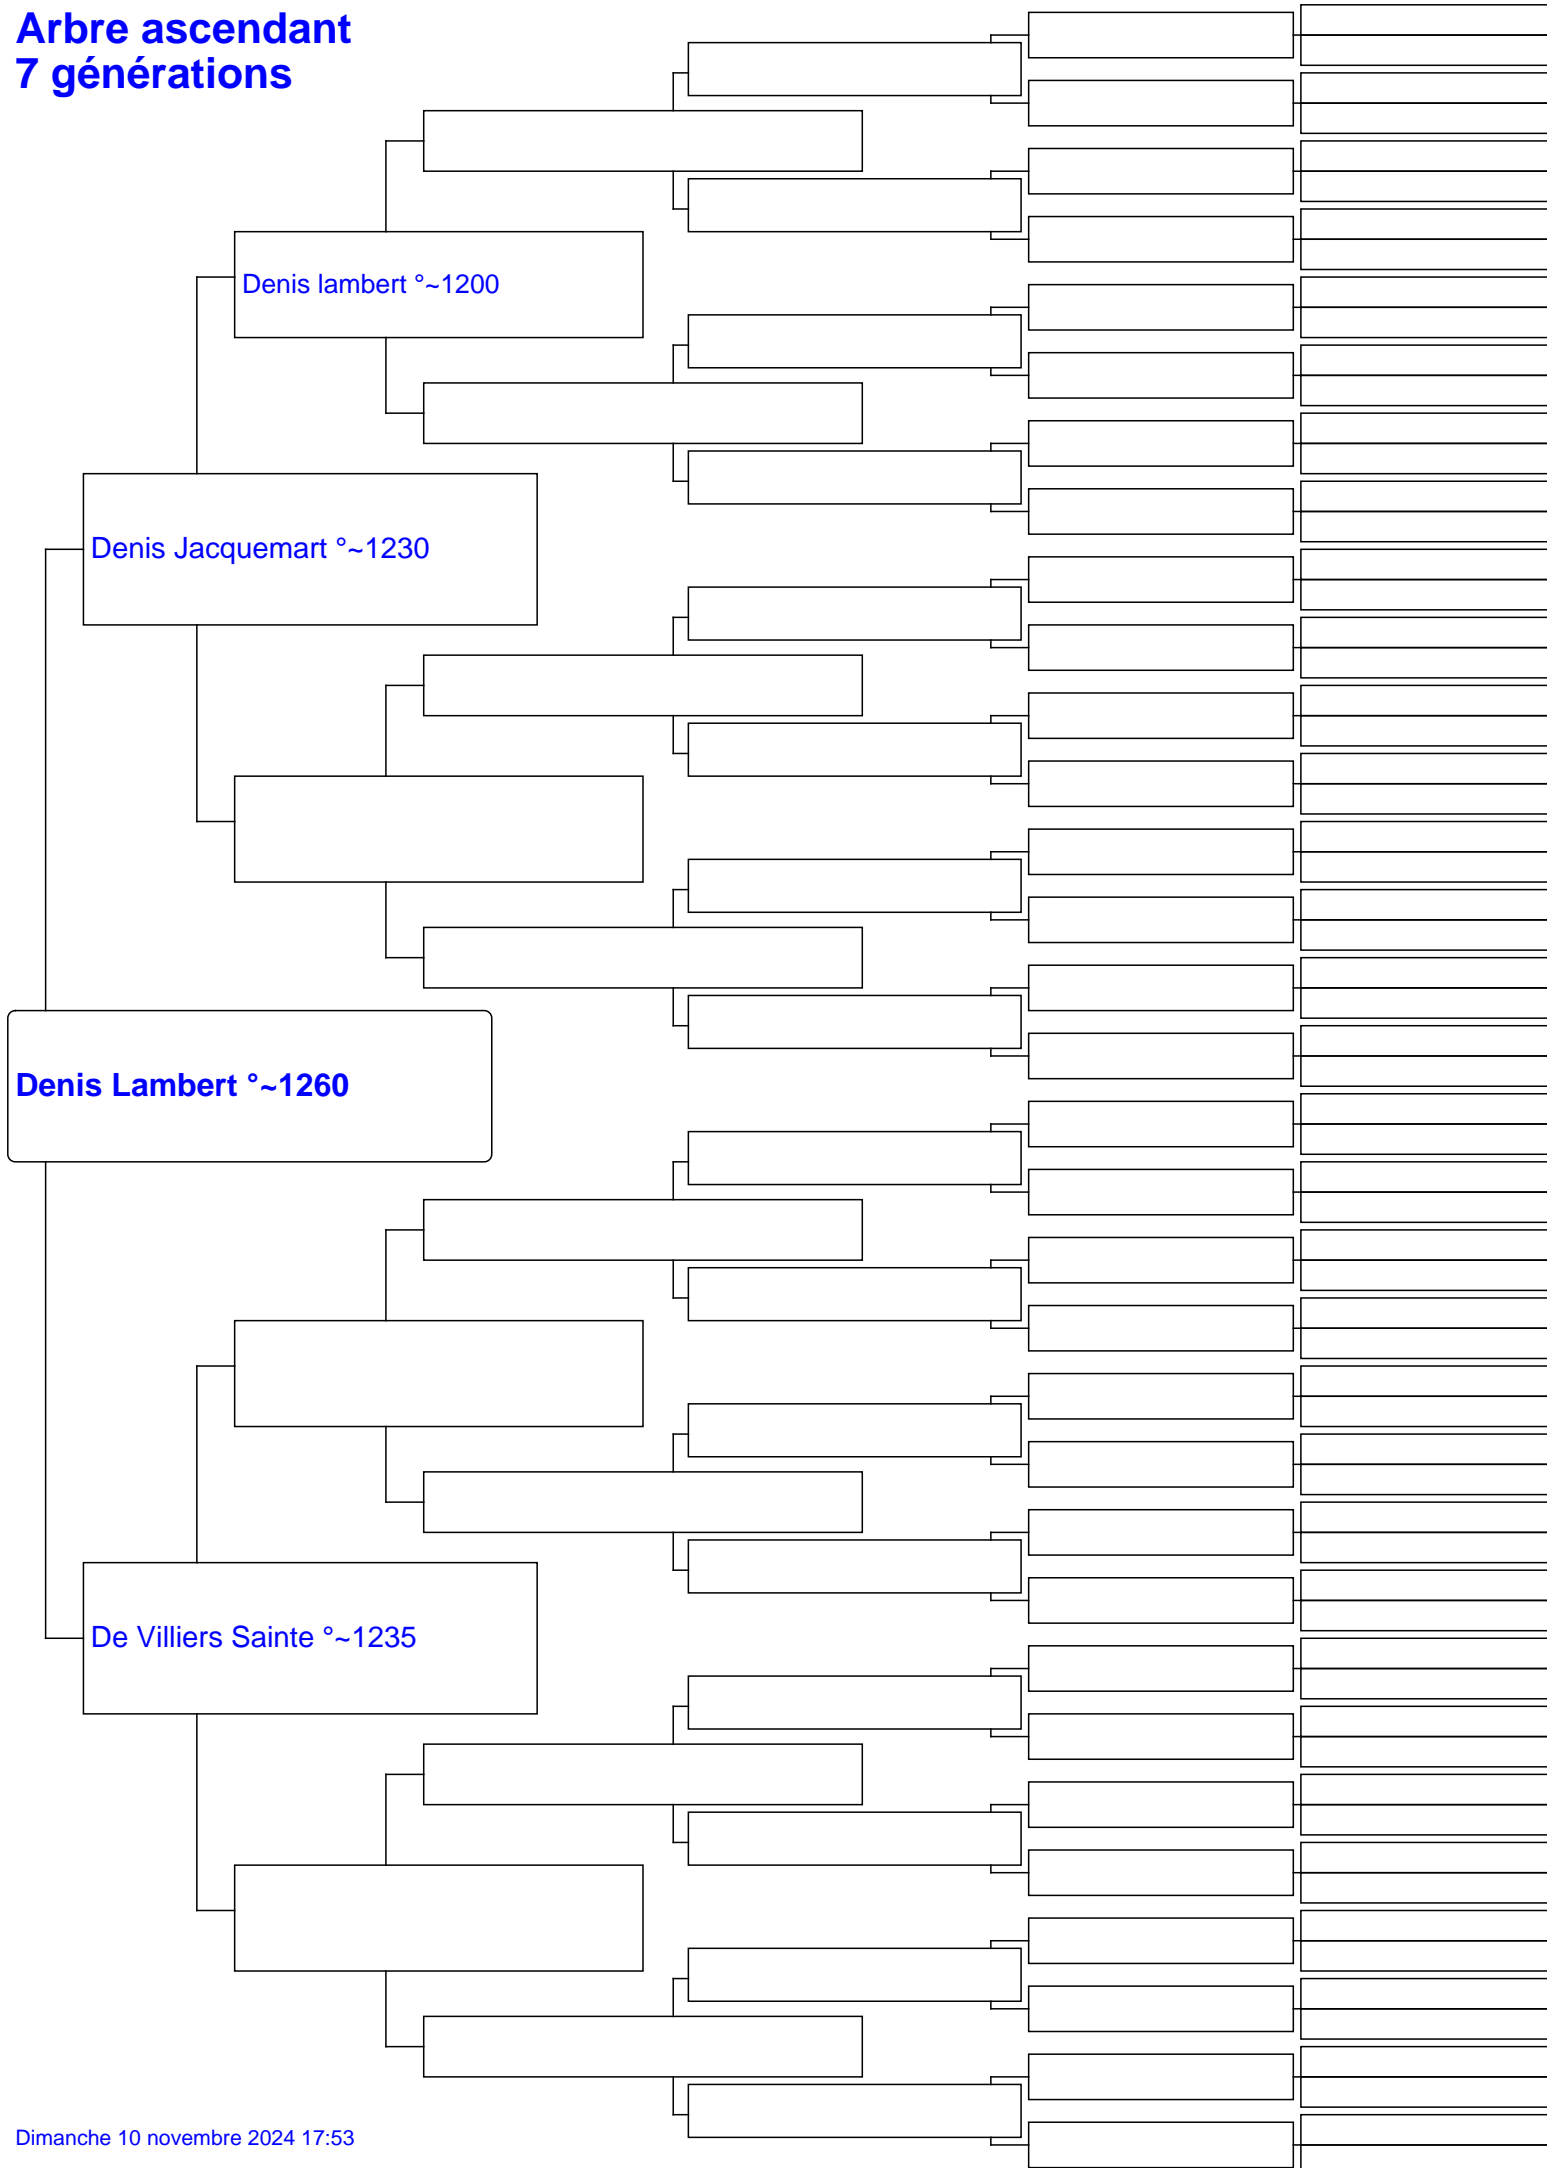 Arbre ascendant
7 générations
Denis lambert °~1200
Denis Jacquemart °~1230
Denis Lambert °~1260
De Villiers Sainte °~1235
Dimanche 10 novembre 2024 17:53